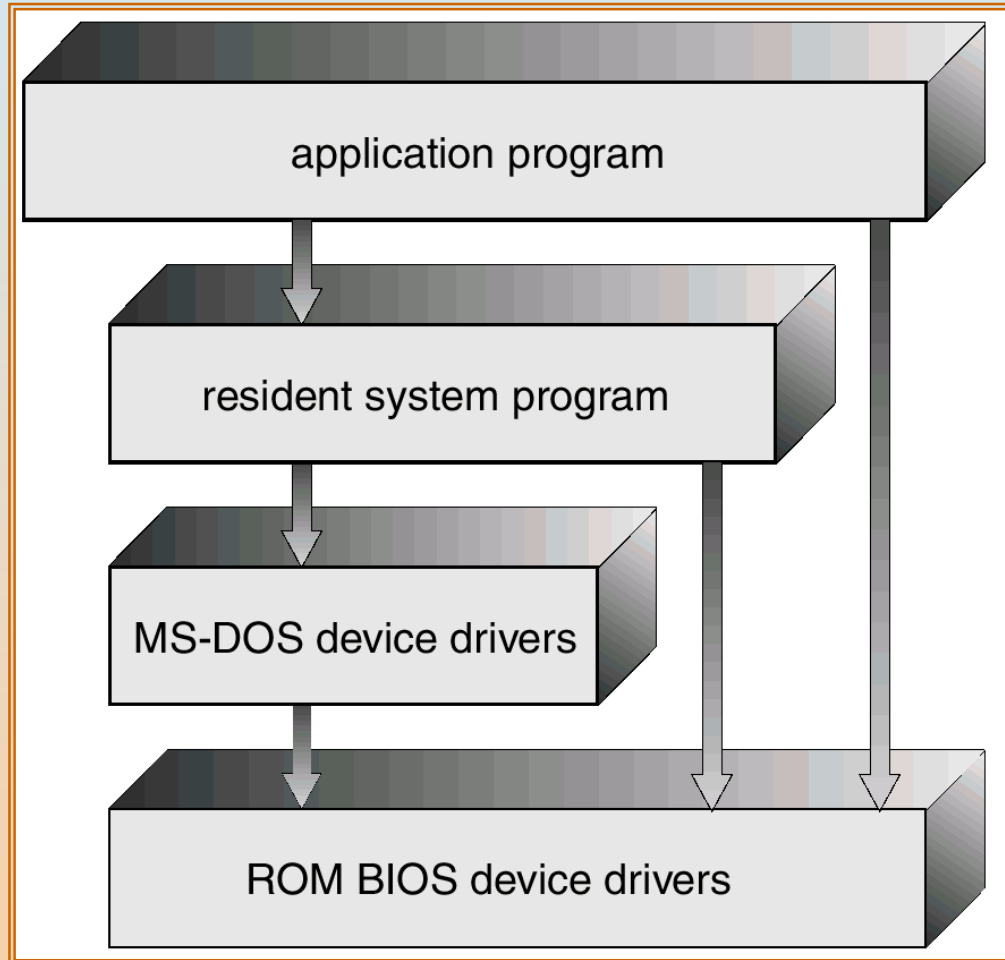 application program
resident system program
MS-DOS device drivers
ROM BIOS device drivers